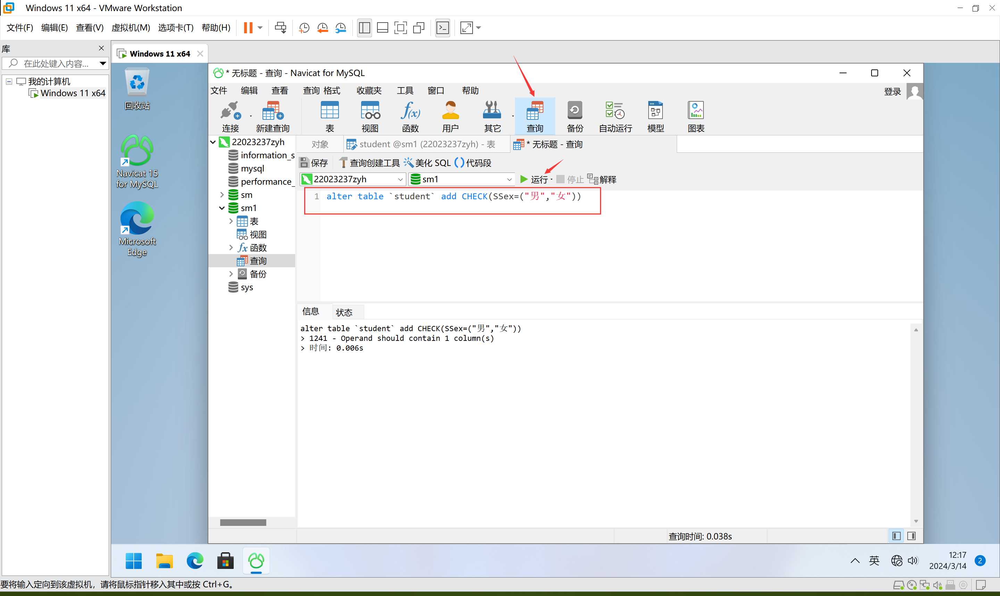 Windows 11 x64 - VMware Workstation
文件(F) 编辑(E) 查看(V) 虚拟机(M) 选项卡(T) 帮助(H)
库
在此处键入内容...
我的计算机
Windows 11 x64
Windows 11 x64
回收站
Navicat 15
for MySQL
Microsoft
Edge
* 无标题 - 查询 - Navicat for MySQL
文件 编辑 查看 查询 格式 收藏夹 工具 窗口 帮助
登录
连接 新建查询 表 视图 函数 用户 其它 查询 备份 自动运行 模型 图表
22023237zyh
information_s
mysql
performance_
sm
sm1
表
视图
函数
查询
备份
sys
对象 student @sm1 (22023237zyh) - 表 * 无标题 - 查询
保存 查询创建工具 美化 SQL 代码段
22023237zyh sm1 运行 停止 解释
1 alter table `student` add CHECK(SSex=("男","女"))
信息 状态
alter table `student` add CHECK(SSex=("男","女"))
> 1241 - Operand should contain 1 column(s)
> 时间: 0.006s
查询时间: 0.038s
英
12:17
2024/3/14
2
要将输入定向到该虚拟机，请将鼠标指针移入其中或按 Ctrl+G。